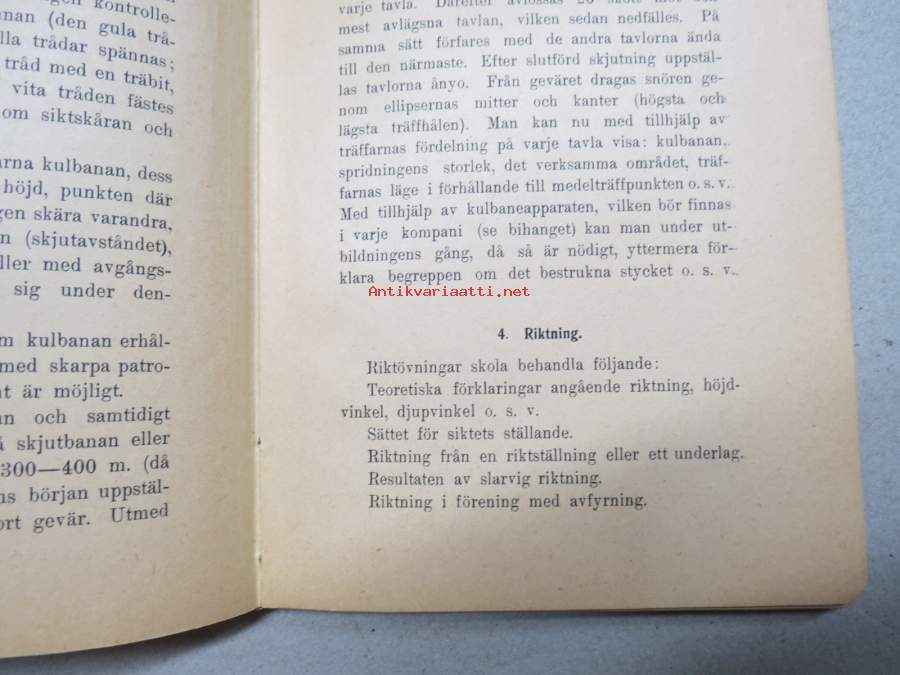 kontrolle-
nan (den gula trå-
lla trådar spännas;
tråd med en träbit,
vita tråden fästes
om siktskåran och
arna kulbanan, dess
höjd, punkten där
gen skära varandra,
n (skjutavståndet),
ller med avgångs-
sig under den-
m kulbanan erhål-
med skarpa patro-
nt är möjligt.
an och samtidigt
å skjutbanan eller
300—400 m. (då
ns början uppstäl-
ort gevär. Utmed
varje tavla. Därefter avlossas 20 skott mot den
mest avlägsna tavlan, vilken sedan nedfälles. På
samma sätt förfares med de andra tavlorna ända
till den närmaste. Efter slutförd skjutning uppstäl-
las tavlorna ånyo. Från geväret dragas snören ge-
nom ellipsernas mitter och kanter (högsta och
lägsta träffhålen). Man kan nu med tillhjälp av
träffarnas fördelning på varje tavla visa: kulbanan,
spridningens storlek, det verksamma området, träf-
farnas läge i förhållande till medelträffpunkten o. s. v.
Med tillhjälp av kulbaneapparaten, vilken bör finnas
i varje kompani (se bihanget) kan man under ut-
bildningens gång, då så är nödigt, yttermera för-
klara begreppen om det bestrukna stycket o. s. v.
Antikvariaatti.net
4. Riktning.
Riktövningar skola behandla följande:
Teoretiska förklaringar angående riktning, höjd-
vinkel, djupvinkel o. s. v.
Sättet för siktets ställande.
Riktning från en riktställning eller ett underlag.
Resultaten av slarvig riktning.
Riktning i förening med avfyrning.